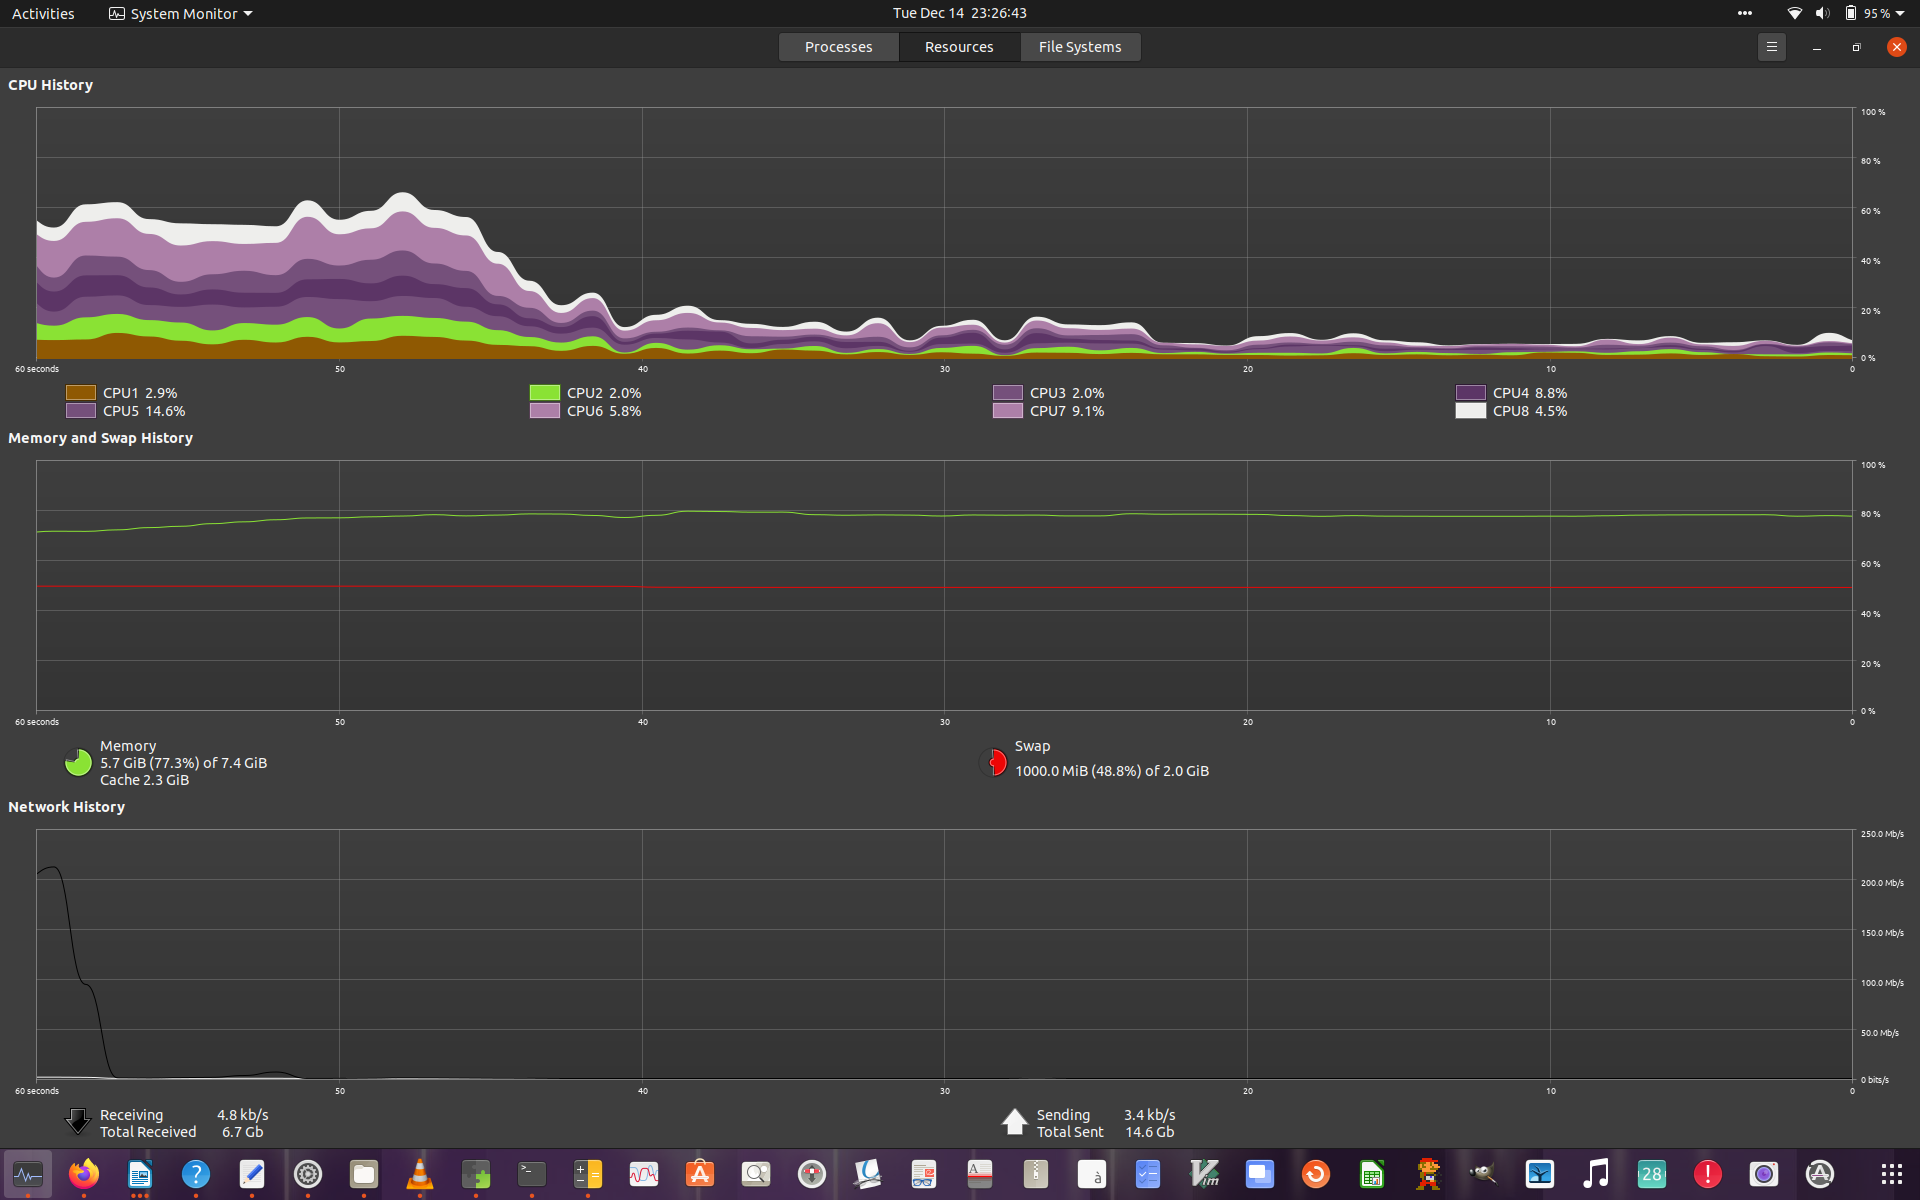 Activities System Monitor Tue Dec 14 23:26:43 95 %
Processes Resources File Systems
CPU History
100 %
80 %
60 %
40 %
20 %
0 %
60 seconds 50 40 30 20 10 0
CPU1 2.9% CPU2 2.0% CPU3 2.0% CPU4 8.8%
CPU5 14.6% CPU6 5.8% CPU7 9.1% CPU8 4.5%
Memory and Swap History
100 %
80 %
60 %
40 %
20 %
0 %
60 seconds 50 40 30 20 10 0
Memory
5.7 GiB (77.3%) of 7.4 GiB
Cache 2.3 GiB
Swap
1000.0 MiB (48.8%) of 2.0 GiB
Network History
250.0 Mb/s
200.0 Mb/s
150.0 Mb/s
100.0 Mb/s
50.0 Mb/s
0 bits/s
60 seconds 50 40 30 20 10 0
Receiving 4.8 kb/s Sending 3.4 kb/s
Total Received 6.7 Gb Total Sent 14.6 Gb
? >_ A à Vim 28 !